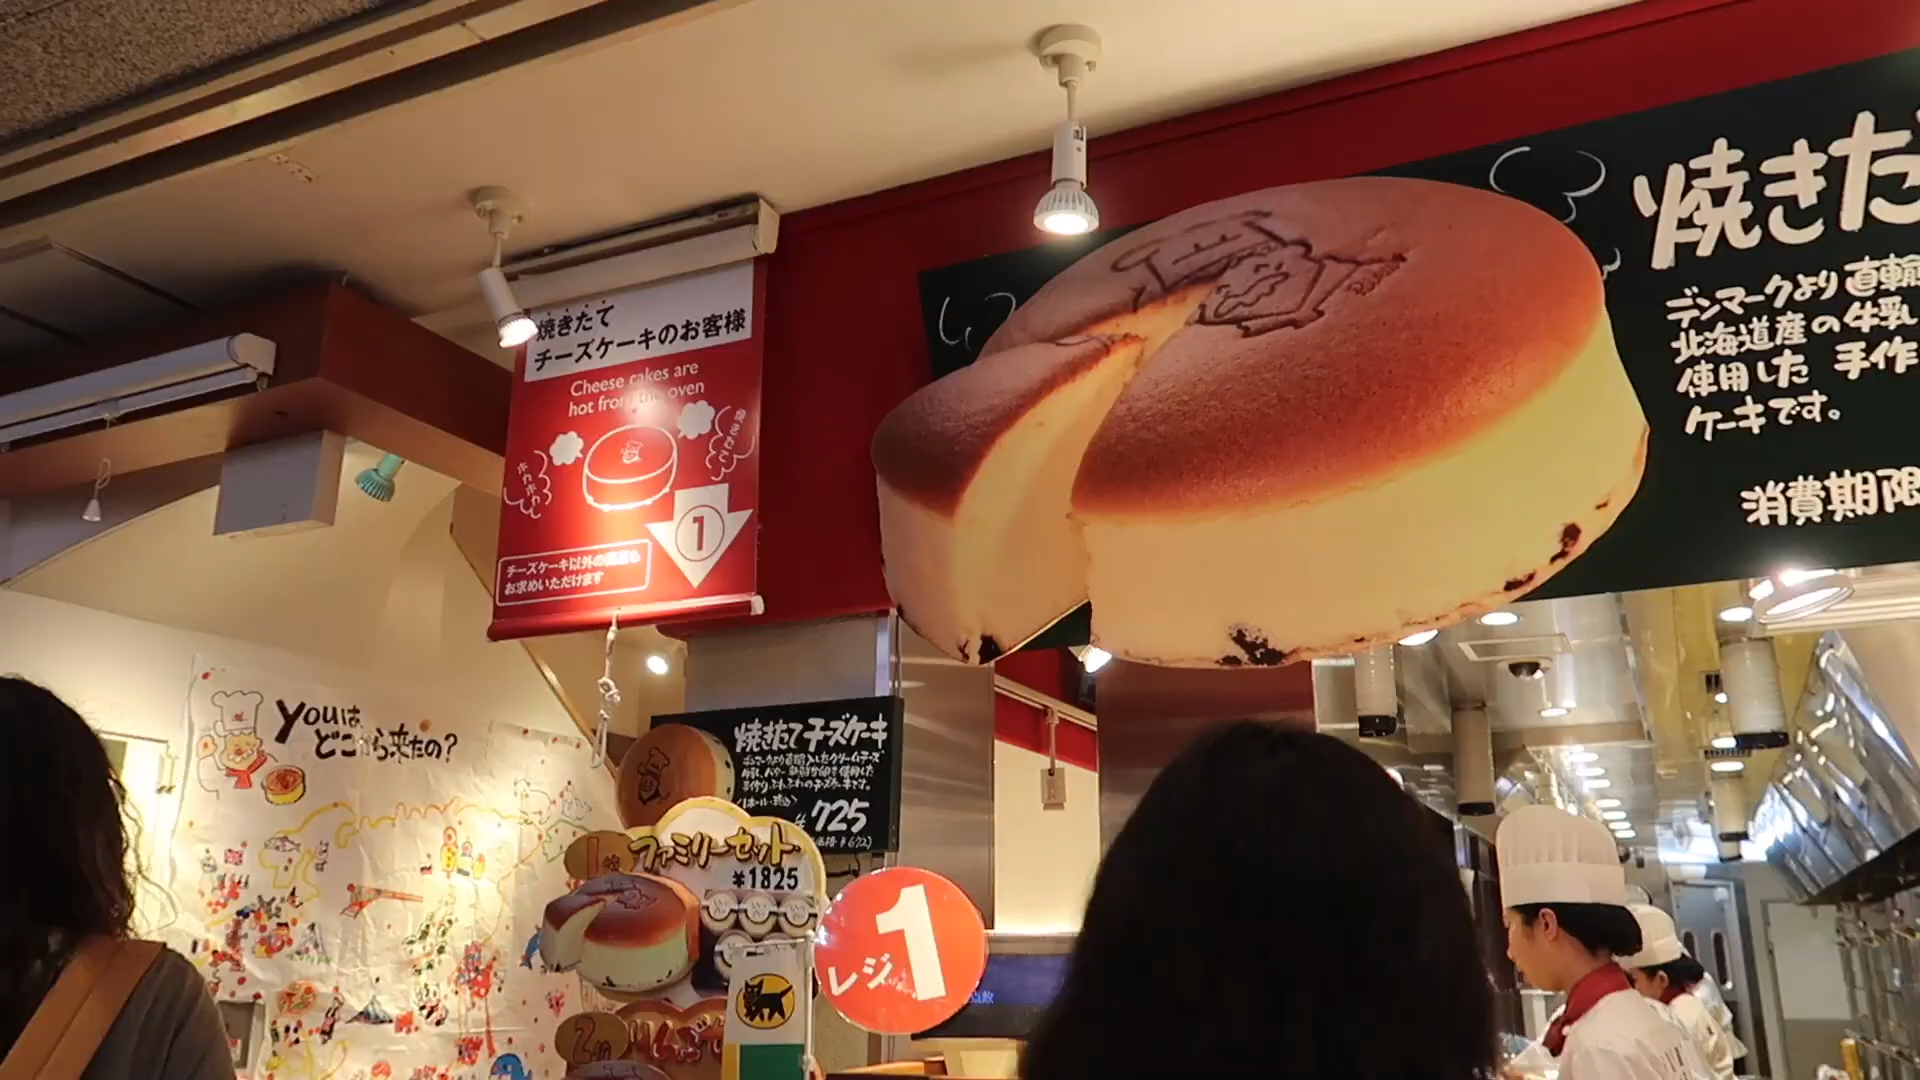 焼きたて
チーズケーキのお客様
Cheese cakes are
hot from the oven
ホカホカ
1
チーズケーキ以外の商品も
お求めいただけます
焼きた
デンマークより直輸
北海道産の牛乳
使用した 手作
ケーキです。
消費期限
Youは、
どこから来たの?
焼きたてチーズケーキ
¥725
ファミリーセット
¥1825
レジ1